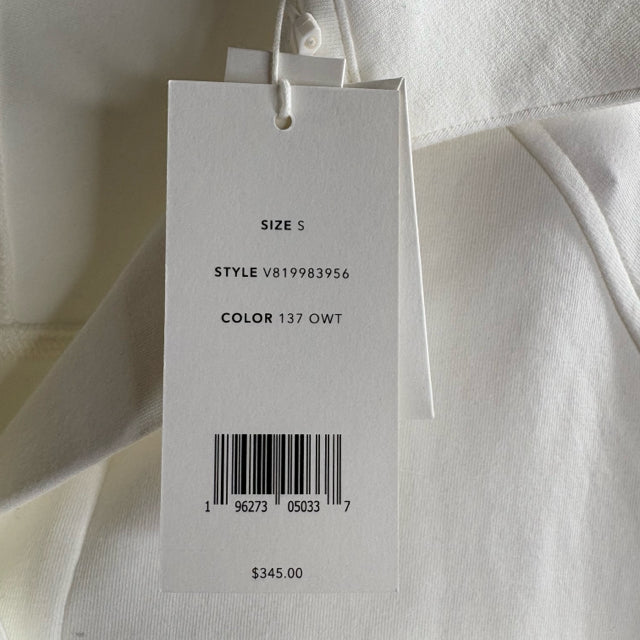 SIZE S
STYLE V819983956
COLOR 137 OWT
1 96273 05033 7
$345.00